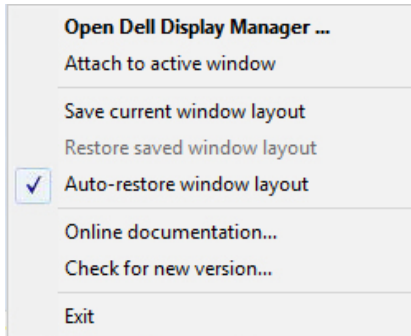 Open Dell Display Manager ...
Attach to active window
Save current window layout
Restore saved window layout
Auto-restore window layout
Online documentation...
Check for new version...
Exit